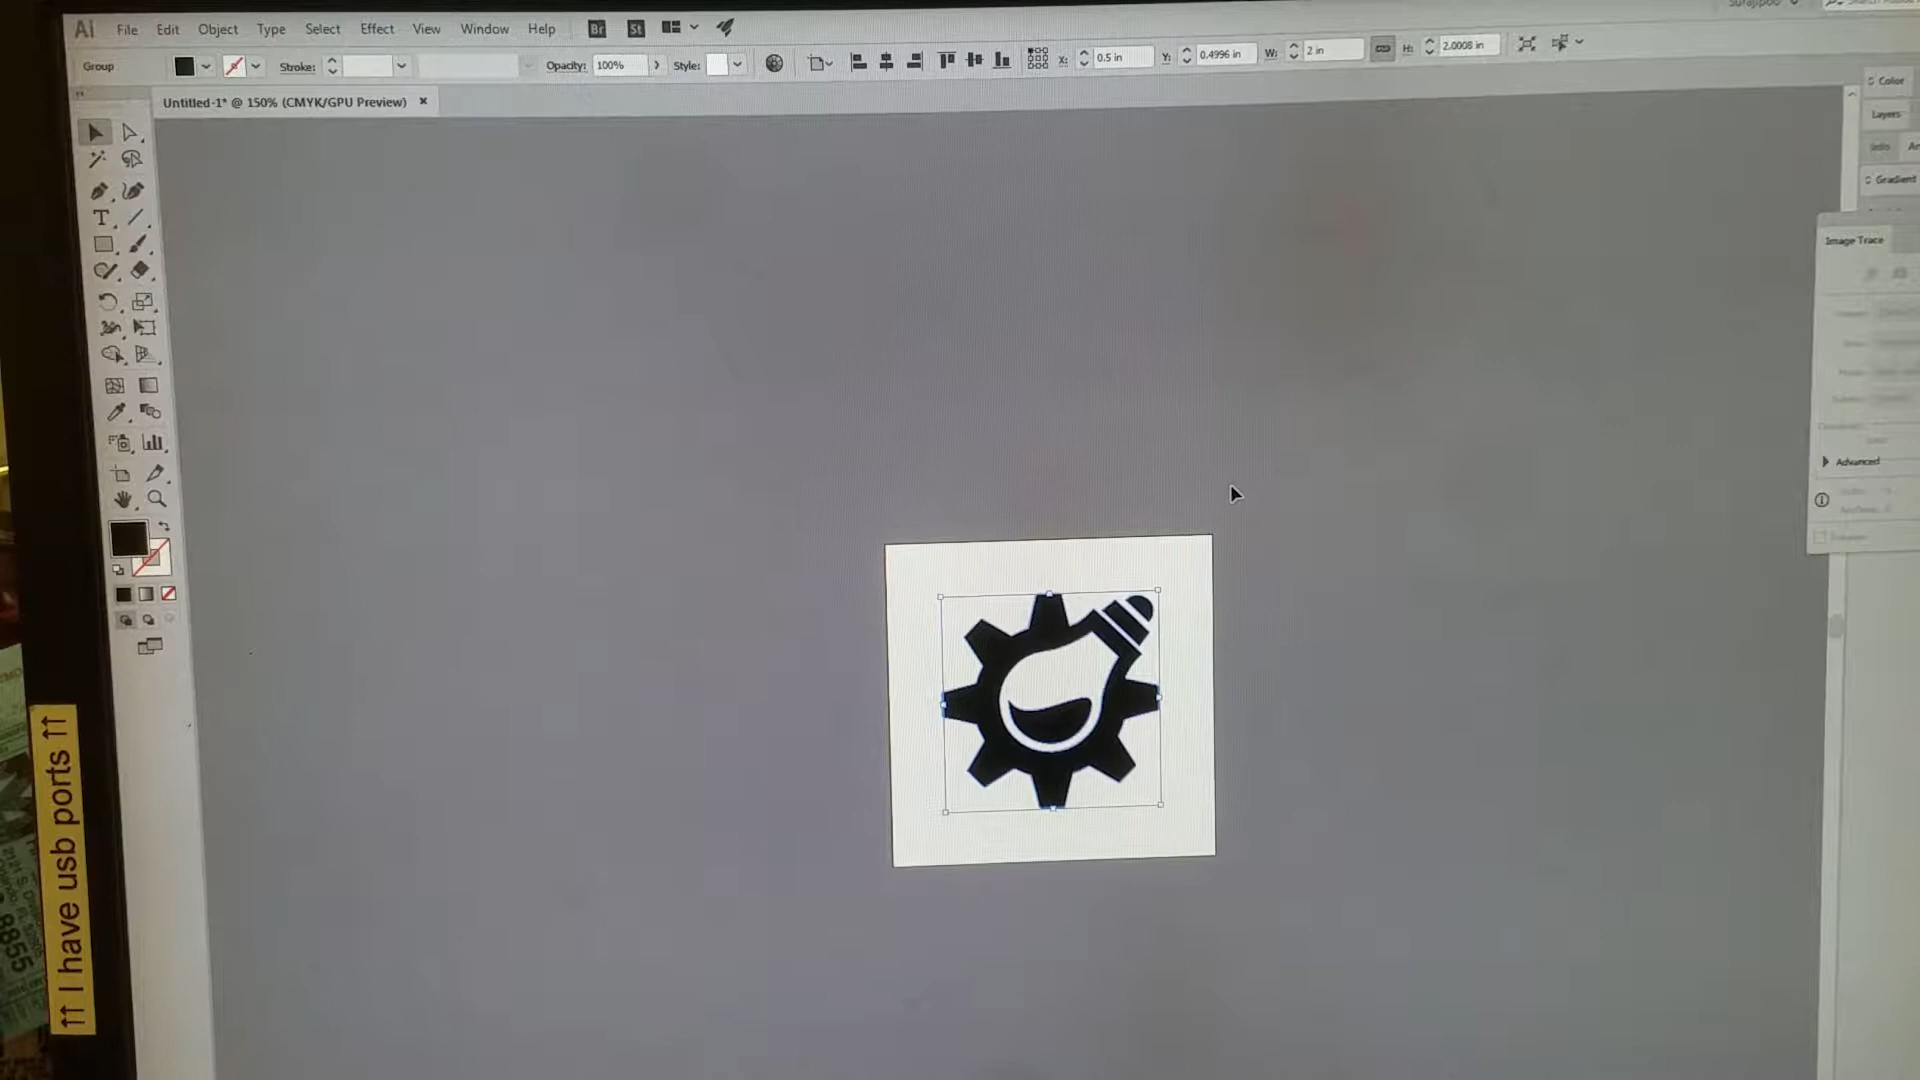 Ai File Edit Object Type Select Effect View Window Help Br St
Group Stroke: Opacity: 100% Style: X: 0.5 in Y: 0.4996 in W: 2 in H: 2.0008 in
Untitled-1* @ 150% (CMYK/GPU Preview) ×
Color
Layers
Info
Gradient
Image Trace
Advanced
T
↑↑ I have usb ports ↑↑
8855